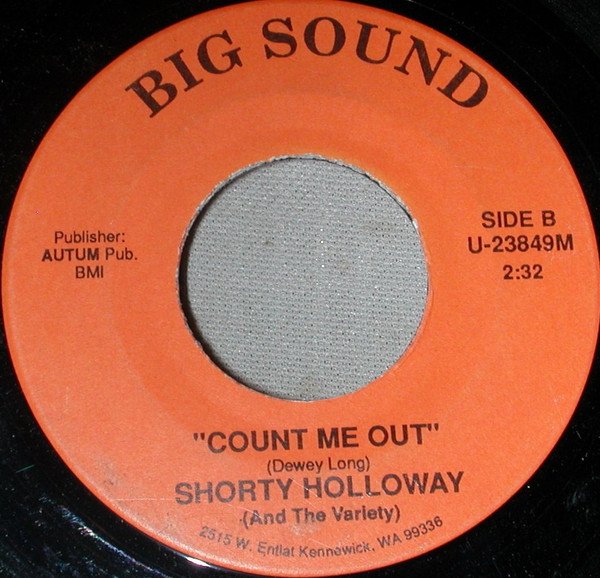 BIG SOUND
Publisher:
AUTUM Pub.
BMI
SIDE B
U-23849M
2:32
"COUNT ME OUT"
(Dewey Long)
SHORTY HOLLOWAY
(And The Variety)
2515 W. Entiat Kennewick, WA 99336